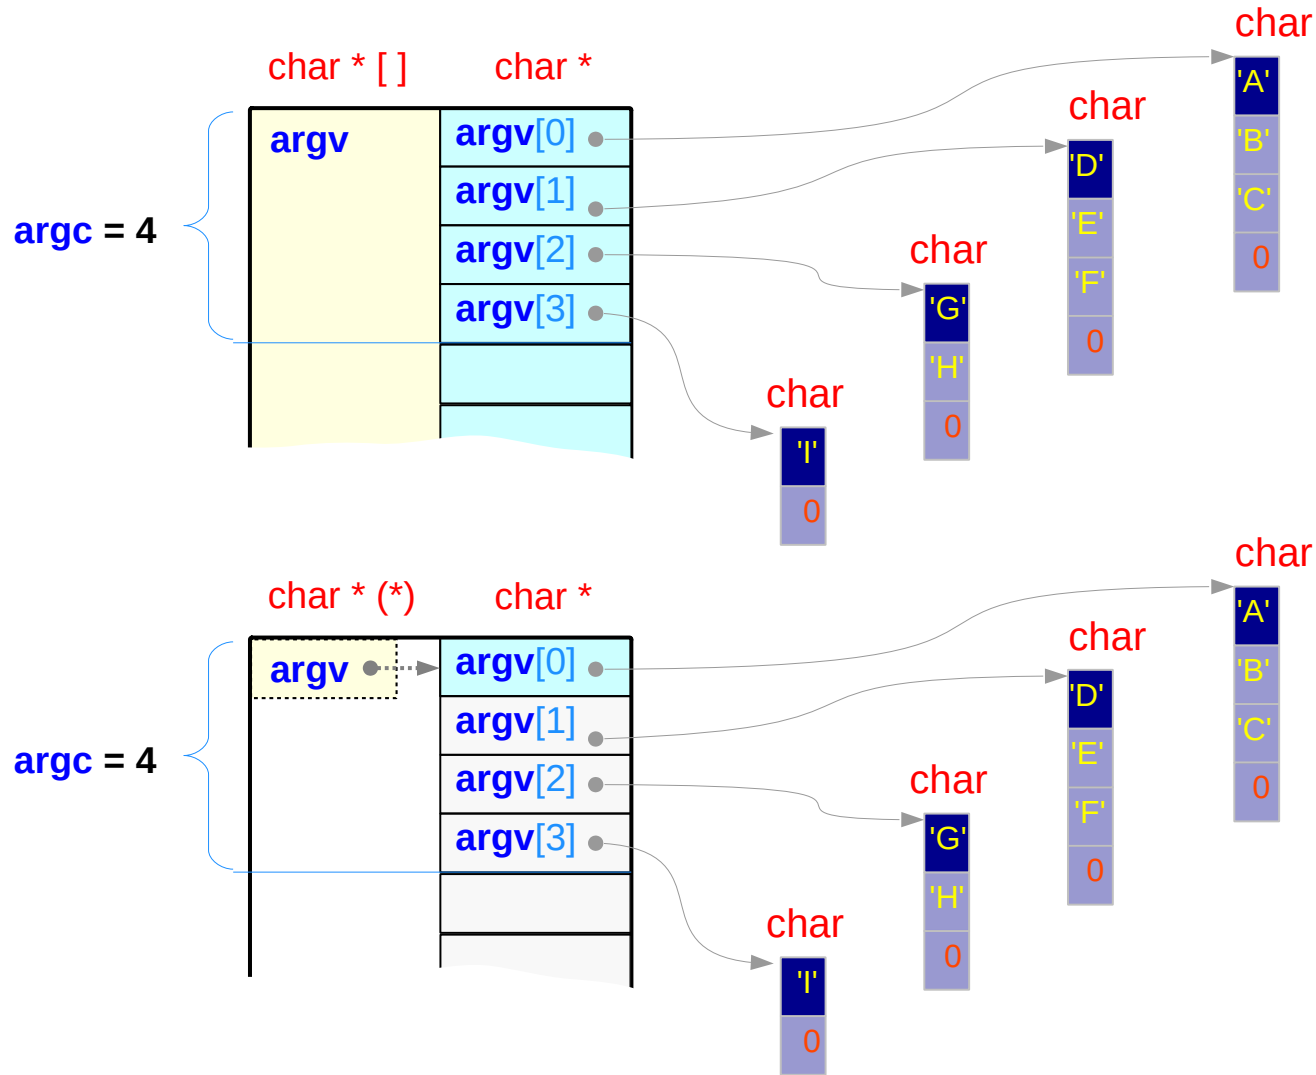 char
char * [ ]
char *
'A'
char
argv
argv[0]
'B'
'D'
argv[1]
'C'
'E'
argc = 4
argv[2]
char
0
'F'
argv[3]
'G'
0
'H'
char
0
'I'
0
char
char * (*)
char *
'A'
char
argv
argv[0]
'B'
'D'
argv[1]
'C'
'E'
argc = 4
argv[2]
char
0
'F'
argv[3]
'G'
0
'H'
char
0
'I'
0